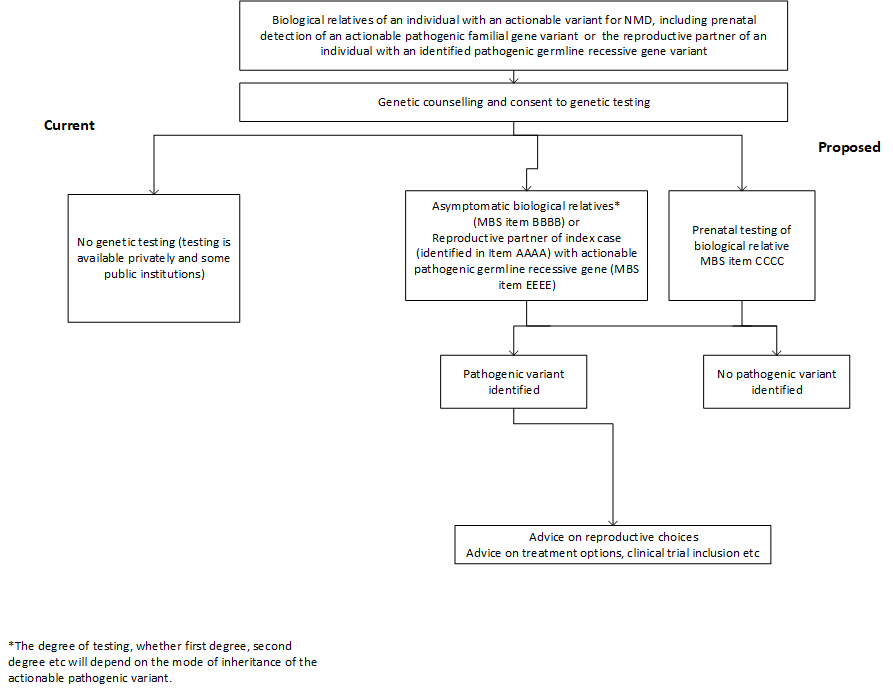 Biological relatives of an individual with an actionable variant for NMD, including prenatal
detection of an actionable pathogenic familial gene variant or the reproductive partner of an
individual with an identified pathogenic germline recessive gene variant
Genetic counselling and consent to genetic testing
Current
Proposed
No genetic testing (testing is
available privately and some
public institutions)
Asymptomatic biological relatives*
(MBS item BBBB) or
Reproductive partner of index case
(identified in Item AAAA) with actionable
pathogenic germline recessive gene (MBS
item EEEE)
Prenatal testing of
biological relative
MBS item CCCC
Pathogenic variant
identified
No pathogenic variant
identified
Advice on reproductive choices
Advice on treatment options, clinical trial inclusion etc
*The degree of testing, whether first degree, second
degree etc will depend on the mode of inheritance of the
actionable pathogenic variant.